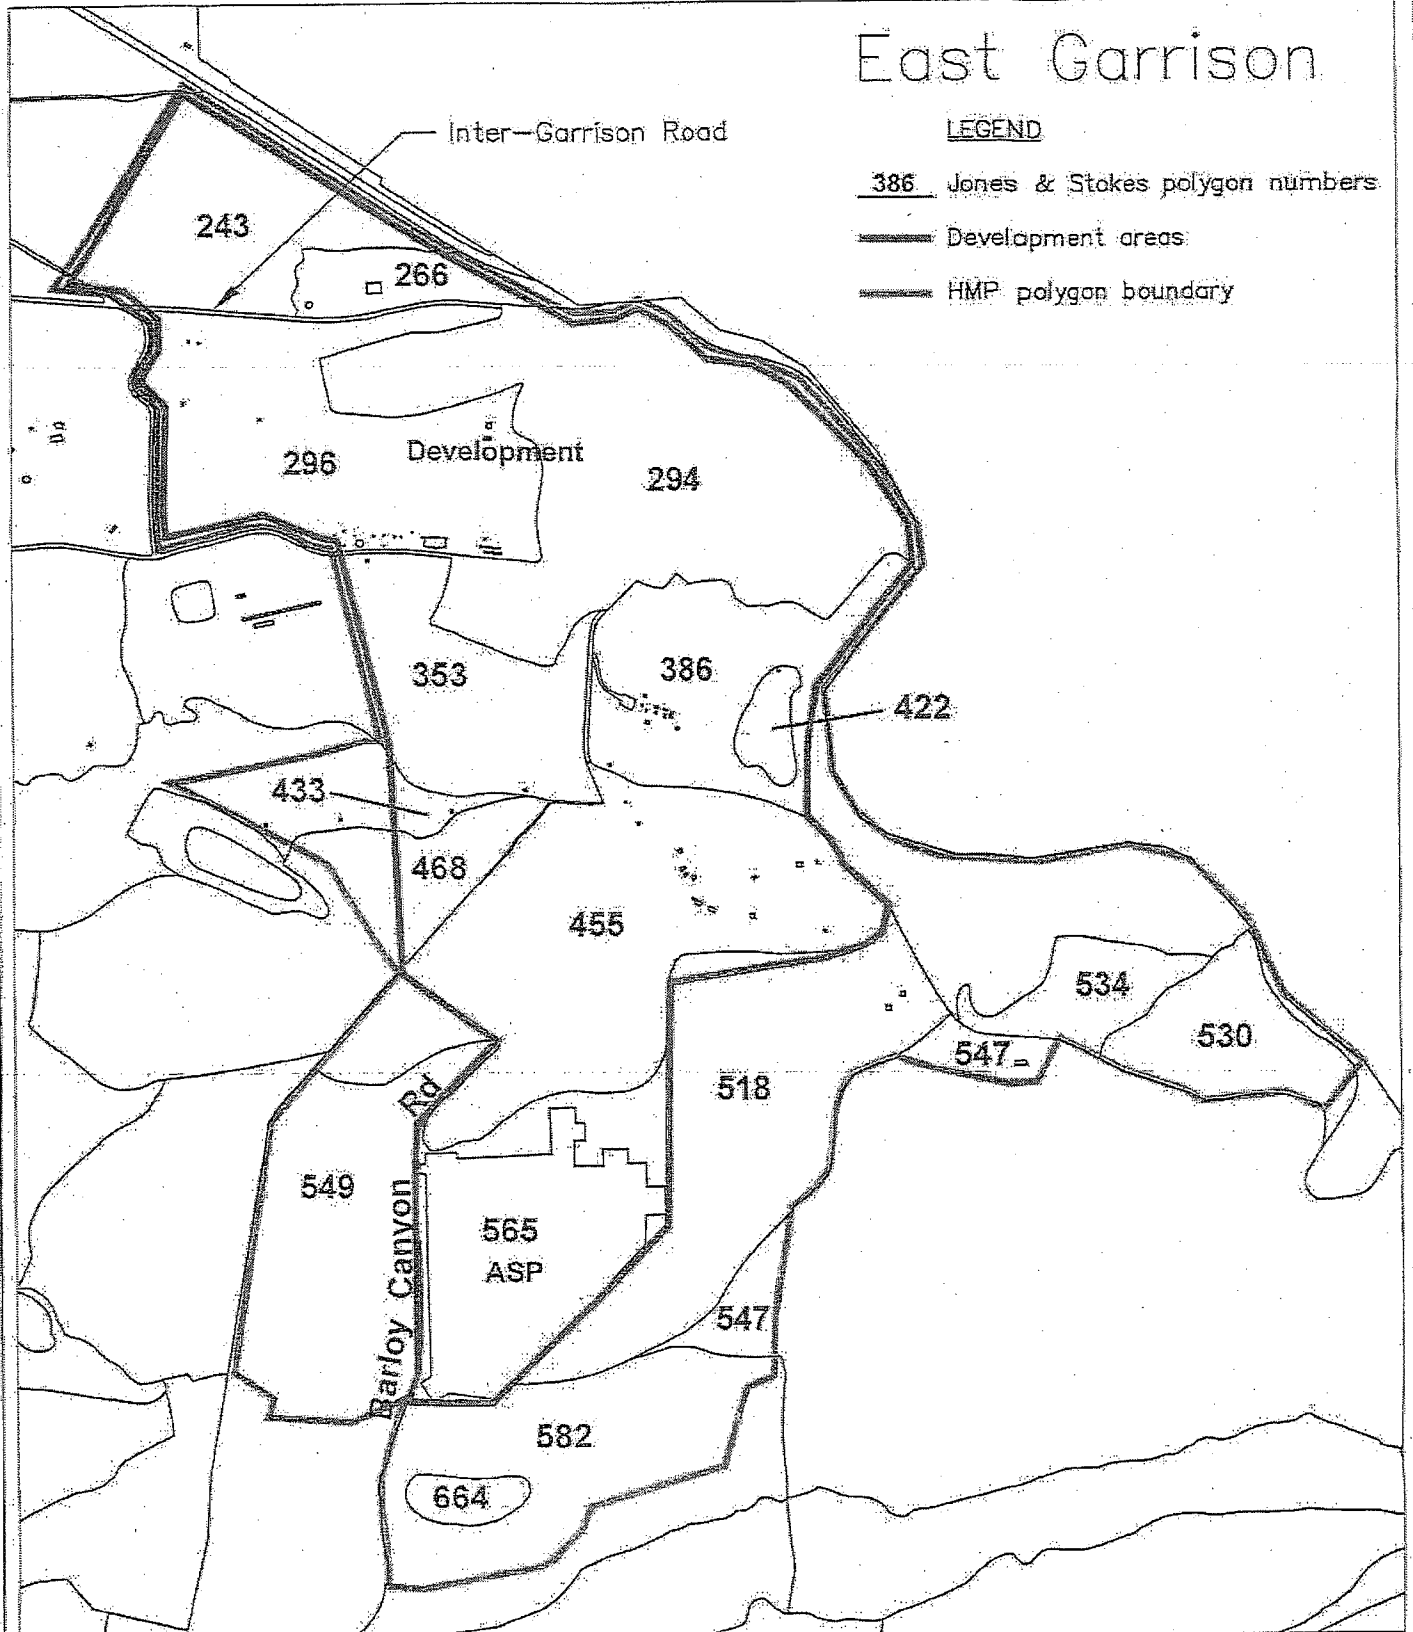 East Garrison
LEGEND
386 Jones & Stokes polygon numbers
Development areas
HMP polygon boundary
Inter-Garrison Road
243
266
296
Development
294
353
386
422
433
468
455
534
530
547
518
Rd
549
Barloy Canyon
565
ASP
547
582
664